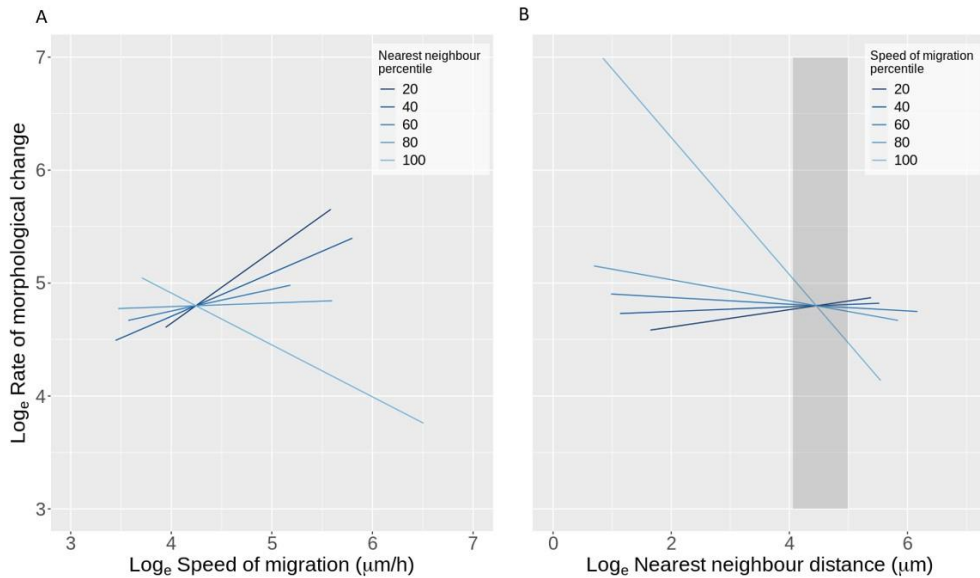 A
Nearest neighbour
percentile
20
40
60
80
100
7
6
5
4
3
Logₑ Rate of morphological change
3
4
5
6
7
Logₑ Speed of migration (μm/h)
B
Speed of migration
percentile
20
40
60
80
100
0
2
4
6
Logₑ Nearest neighbour distance (μm)